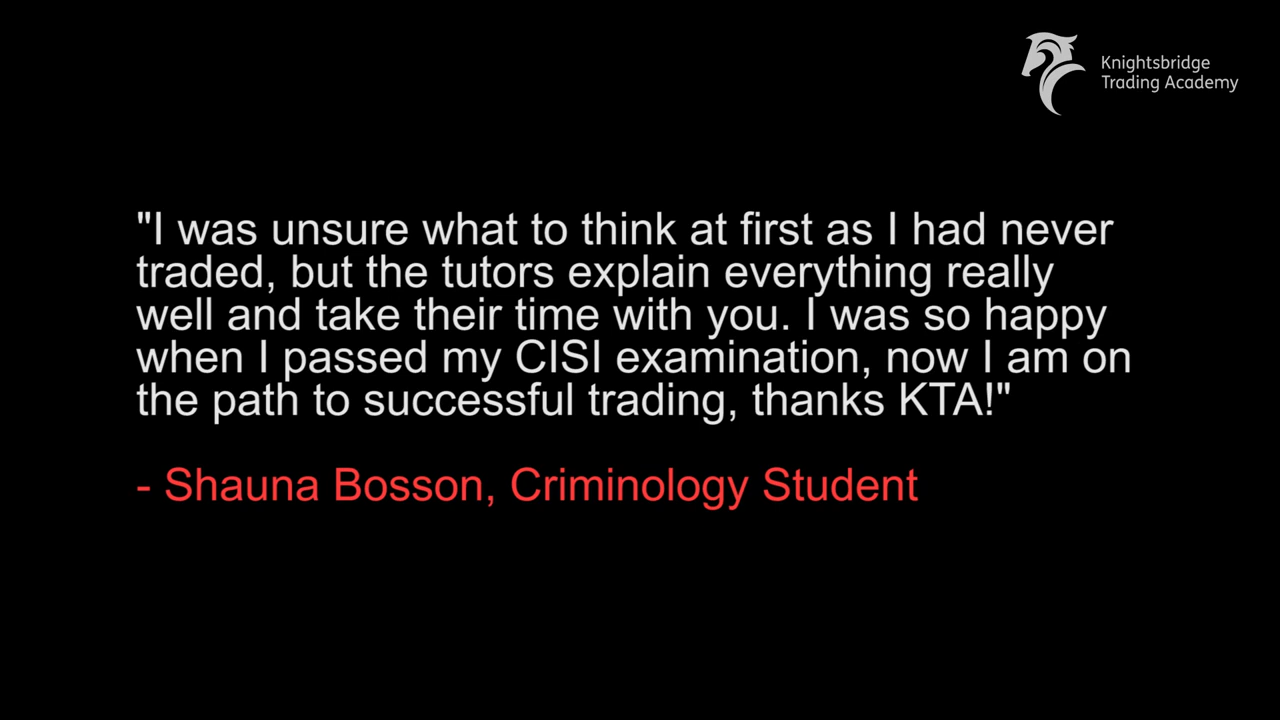 Knightsbridge
Trading Academy
"I was unsure what to think at first as I had never
traded, but the tutors explain everything really
well and take their time with you. I was so happy
when I passed my CISI examination, now I am on
the path to successful trading, thanks KTA!"
- Shauna Bosson, Criminology Student